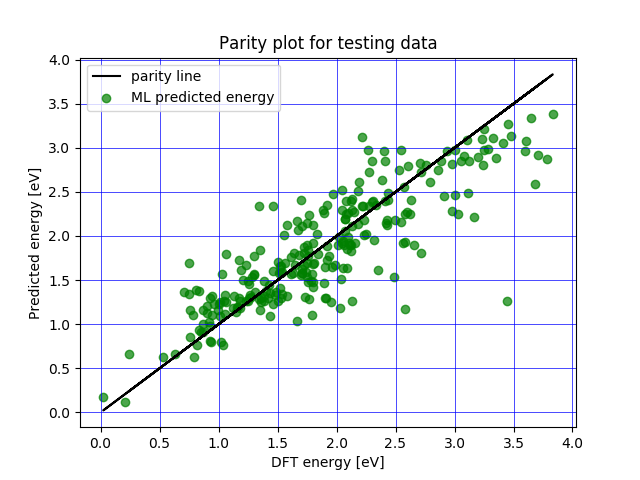 Parity plot for testing data
parity line
ML predicted energy
4.0
3.5
3.0
2.5
2.0
1.5
1.0
0.5
0.0
Predicted energy [eV]
0.0 0.5 1.0 1.5 2.0 2.5 3.0 3.5 4.0
DFT energy [eV]